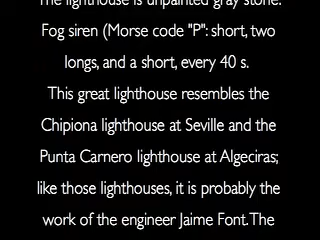 The lighthouse is unpainted gray stone.
Fog siren (Morse code "P": short, two
longs, and a short, every 40 s.
This great lighthouse resembles the
Chipiona lighthouse at Seville and the
Punta Carnero lighthouse at Algeciras;
like those lighthouses, it is probably the
work of the engineer Jaime Font.The